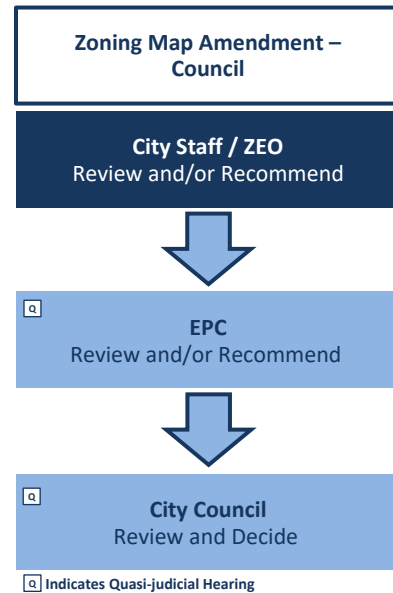 Zoning Map Amendment –
Council
City Staff / ZEO
Review and/or Recommend
Q
EPC
Review and/or Recommend
Q
City Council
Review and Decide
Q Indicates Quasi-judicial Hearing